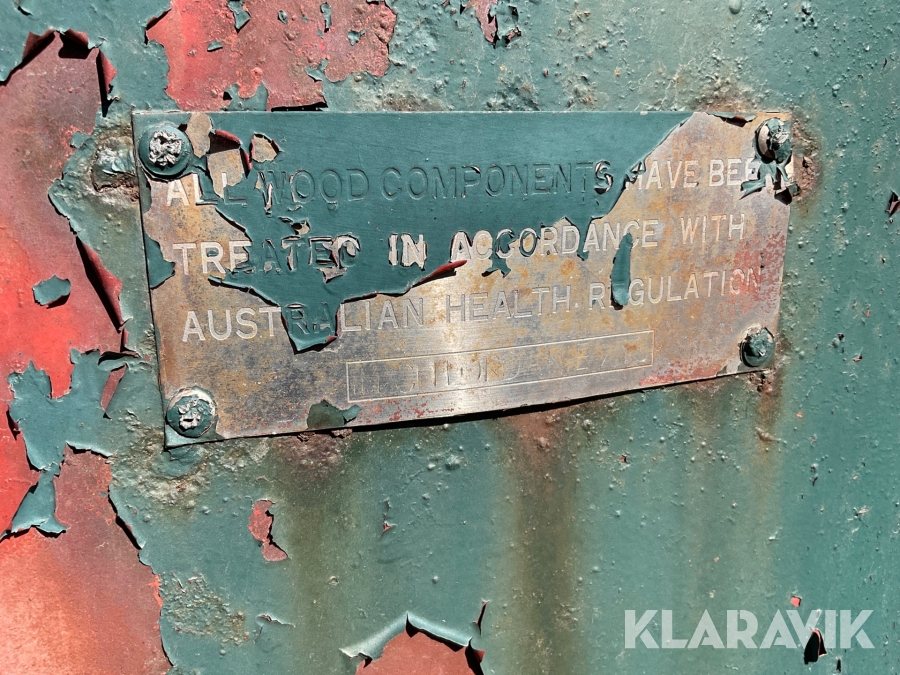 ALL WOOD COMPONENTS HAVE BEEN
TREATED IN ACCORDANCE WITH
AUSTRALIAN HEALTH. REGULATION
KLARAVIK